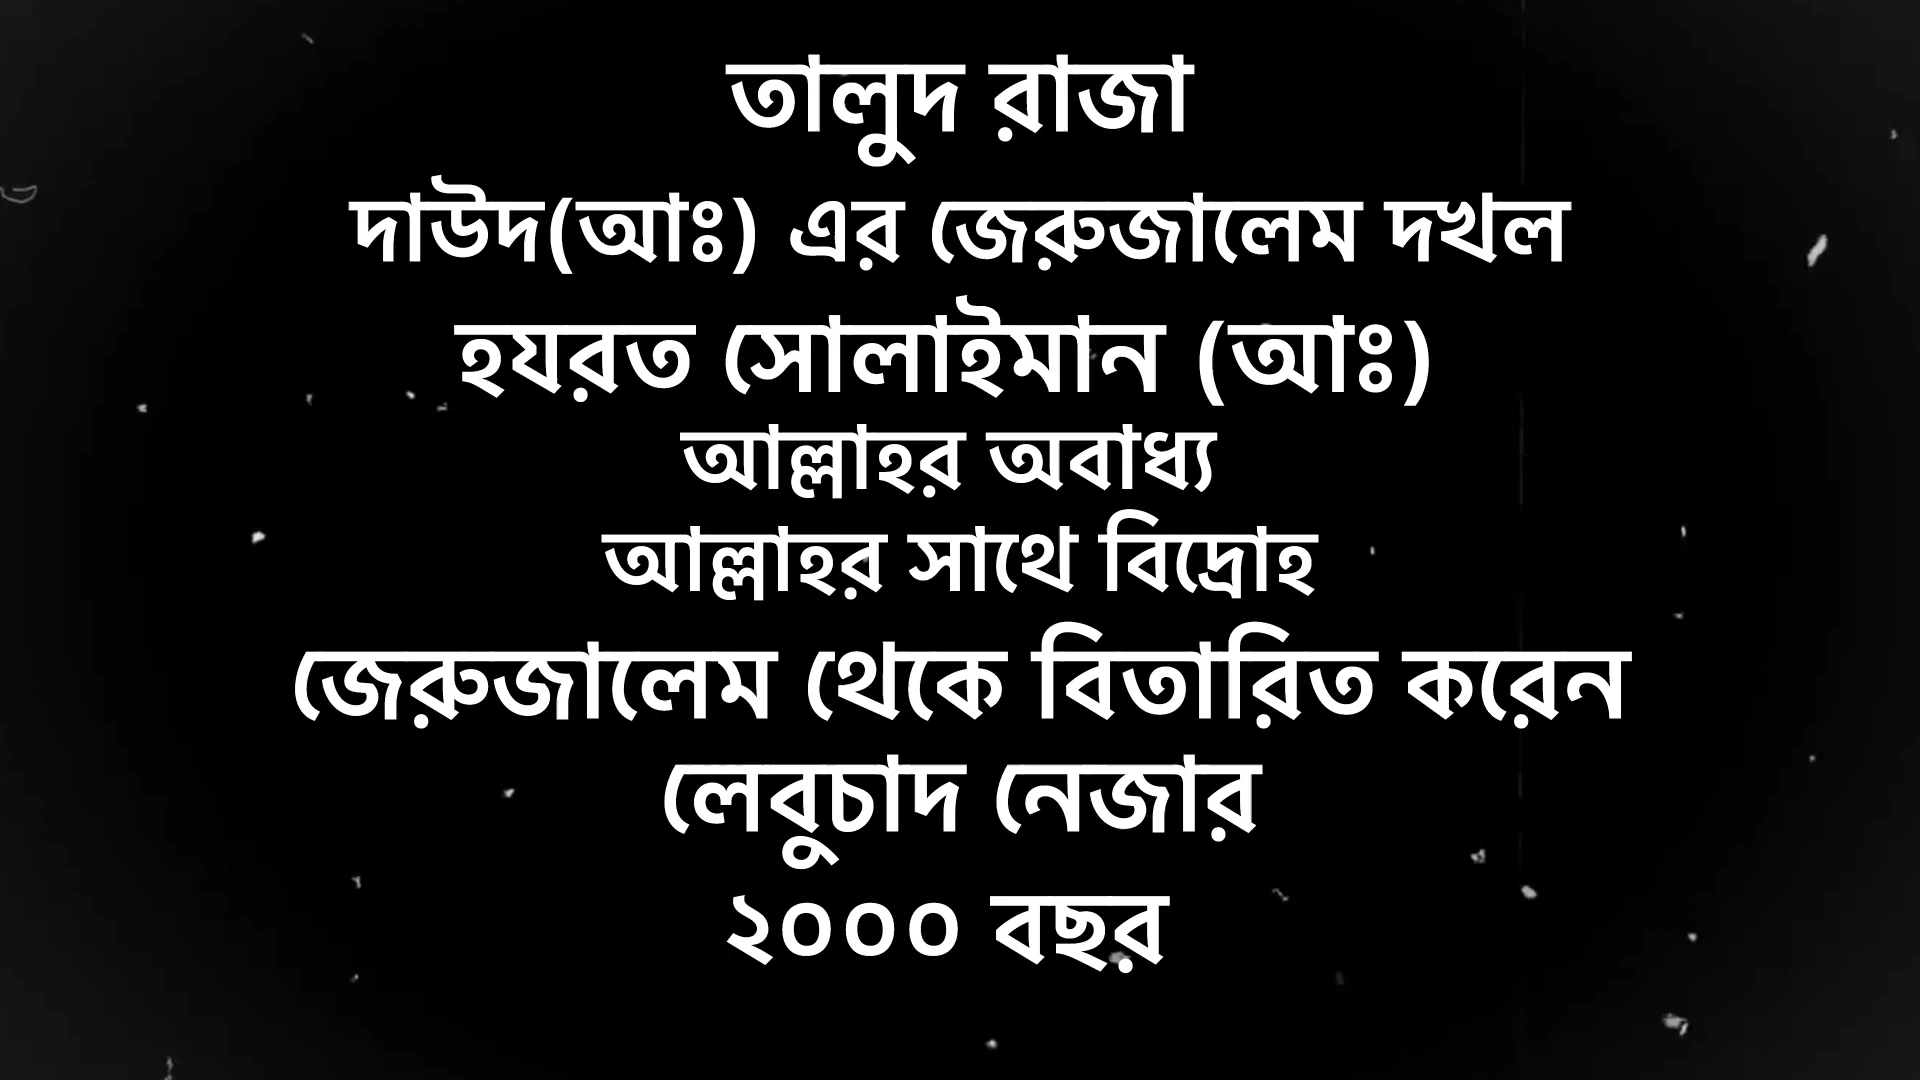 তালুদ রাজা
দাউদ(আঃ) এর জেরুজালেম দখল
হযরত সোলাইমান (আঃ)
আল্লাহর অবাধ্য
আল্লাহর সাথে বিদ্রোহ
জেরুজালেম থেকে বিতারিত করেন
লেবুচাদ নেজার
২০০০ বছর